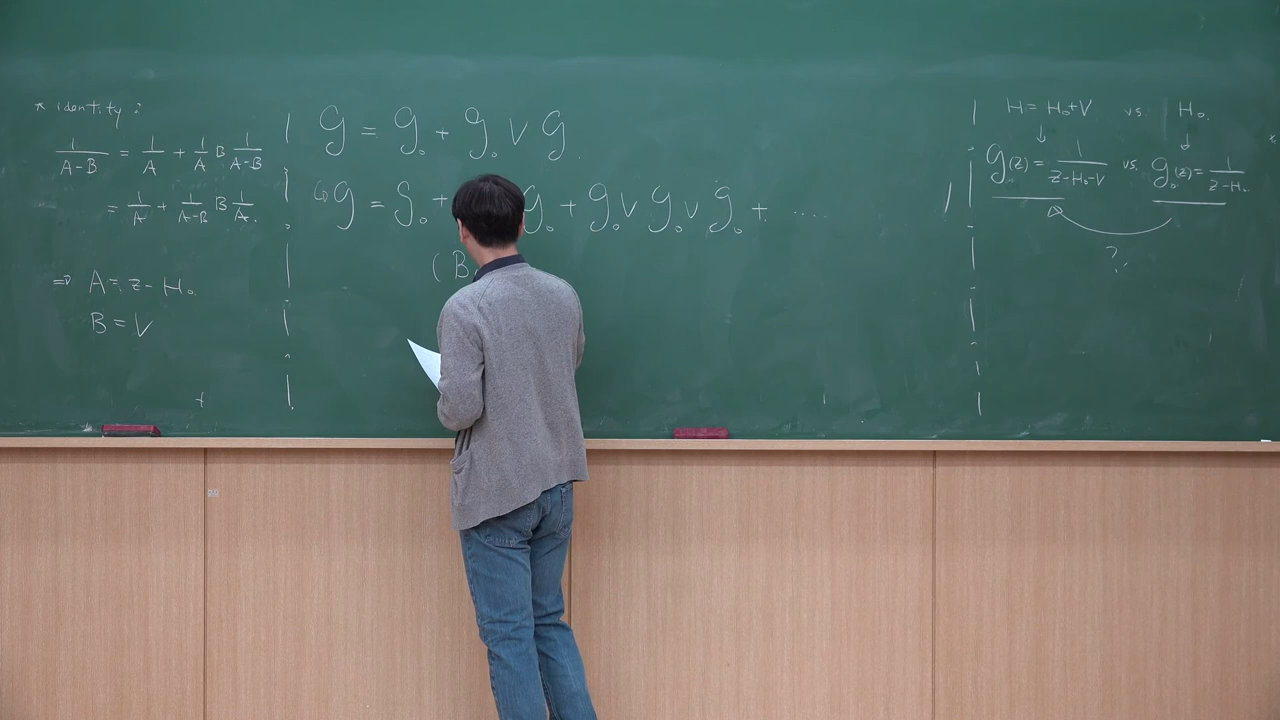 * identity :
1/(A-B) = 1/A + 1/A B 1/(A-B)
= 1/A + 1/(A-B) B 1/A.
⇒ A = z - H₀
B = V
G = G₀ + G₀ V G.
↳ G = G₀ + G₀ + G₀ V G₀ V G₀ + ....
(B
H = H₀+V vs H₀.
↓ ↓
G(z) = 1/(z-H₀-V) vs. G₀(z) = 1/(z-H₀)
?